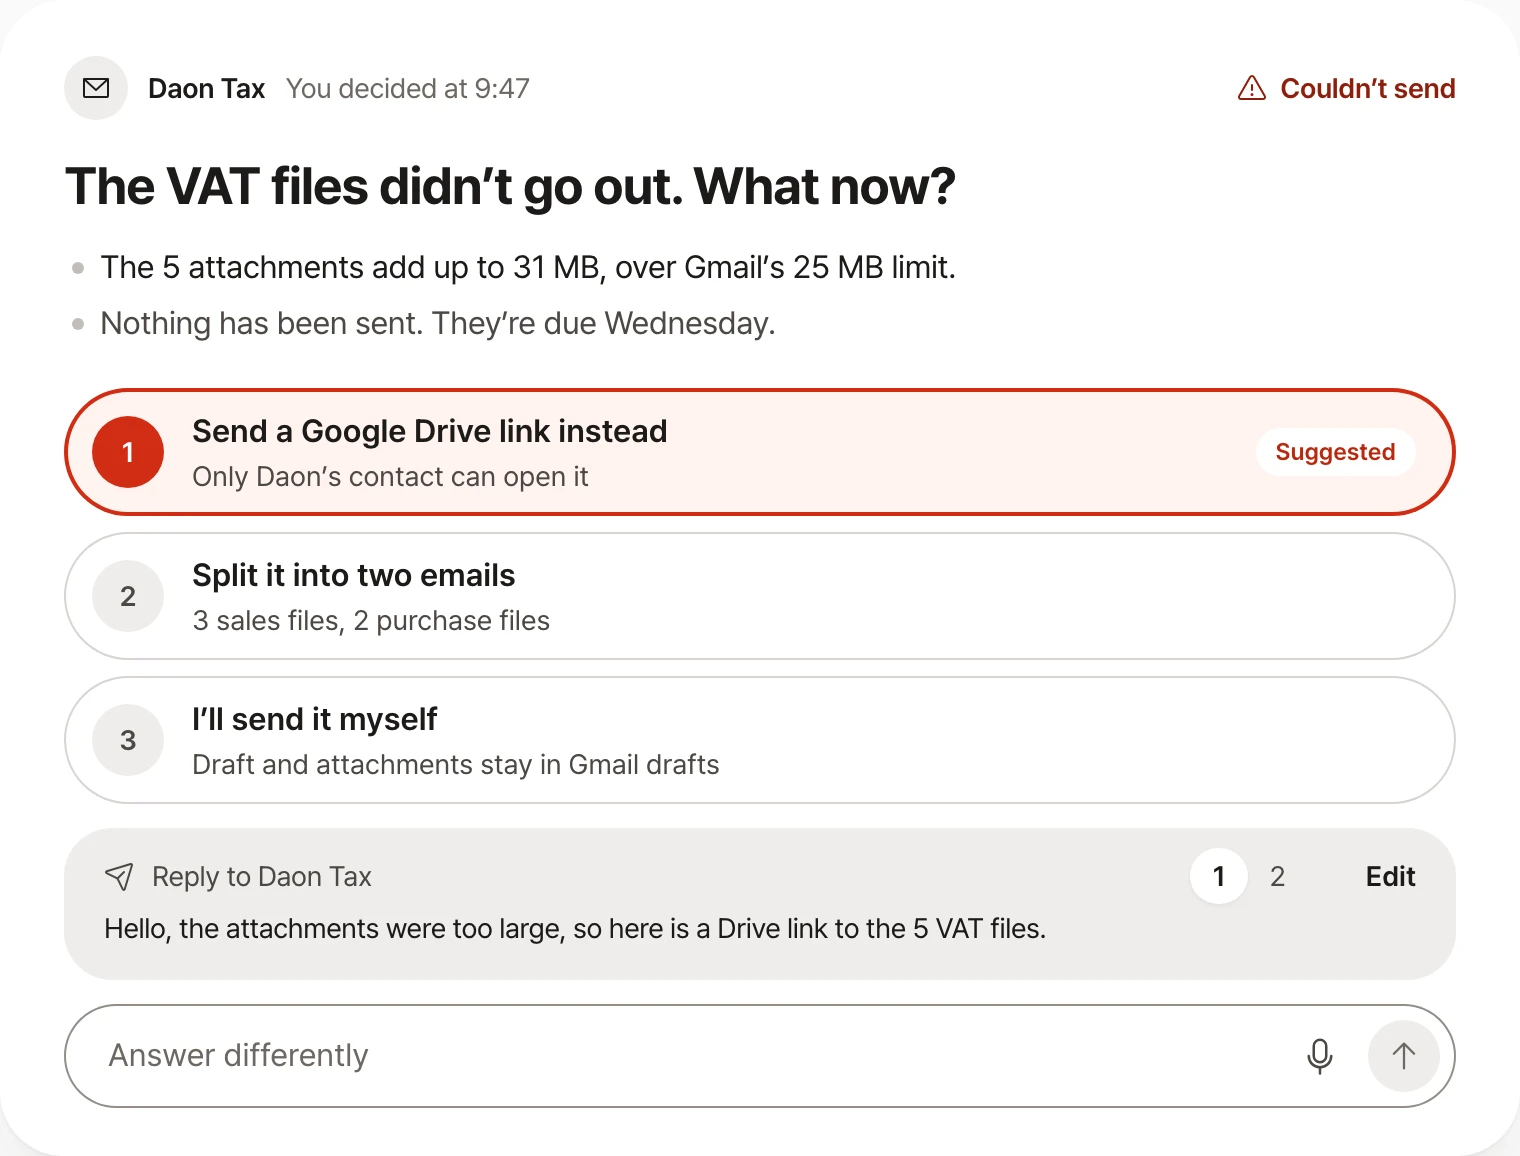 Daon Tax You decided at 9:47 Couldn’t send
The VAT files didn’t go out. What now?
The 5 attachments add up to 31 MB, over Gmail’s 25 MB limit.
Nothing has been sent. They’re due Wednesday.
1 Send a Google Drive link instead
Only Daon’s contact can open it
Suggested
2 Split it into two emails
3 sales files, 2 purchase files
3 I’ll send it myself
Draft and attachments stay in Gmail drafts
Reply to Daon Tax 1 2 Edit
Hello, the attachments were too large, so here is a Drive link to the 5 VAT files.
Answer differently